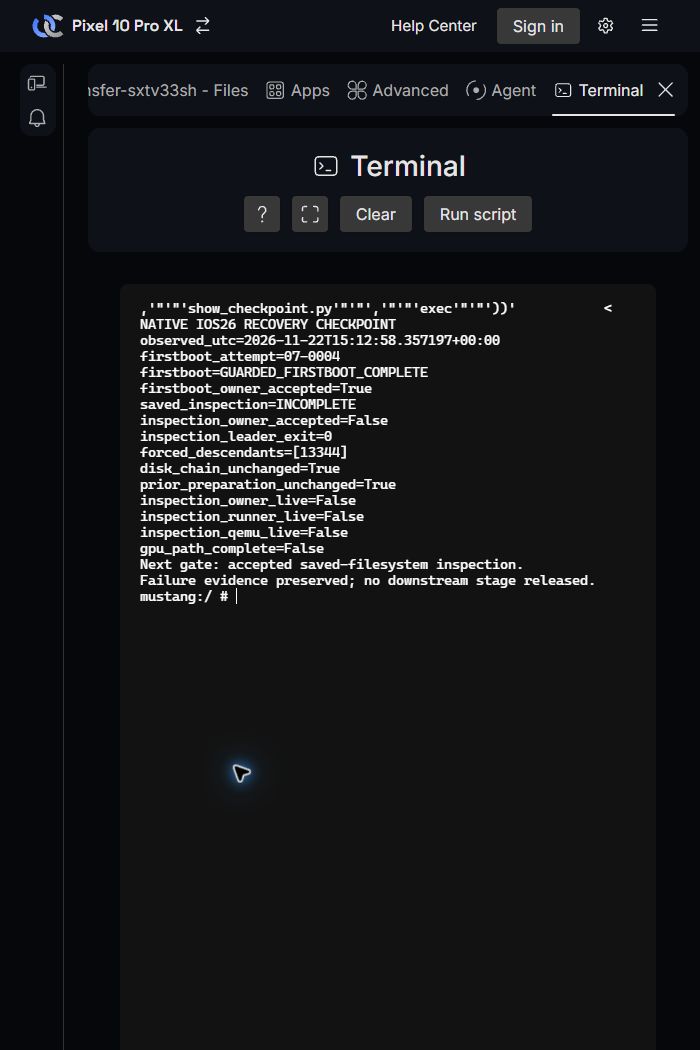 Pixel 10 Pro XL
Help Center
Sign in
nsfer-sxtv33sh - Files
Apps
Advanced
Agent
Terminal
Terminal
?
Clear
Run script
,'"'"'show_checkpoint.py'"'"','"'"'exec'"'"'))' <
NATIVE IOS26 RECOVERY CHECKPOINT
observed_utc=2026-11-22T15:12:58.357197+00:00
firstboot_attempt=07-0004
firstboot=GUARDED_FIRSTBOOT_COMPLETE
firstboot_owner_accepted=True
saved_inspection=INCOMPLETE
inspection_owner_accepted=False
inspection_leader_exit=0
forced_descendants=[13344]
disk_chain_unchanged=True
prior_preparation_unchanged=True
inspection_owner_live=False
inspection_runner_live=False
inspection_qemu_live=False
gpu_path_complete=False
Next gate: accepted saved-filesystem inspection.
Failure evidence preserved; no downstream stage released.
mustang:/ #